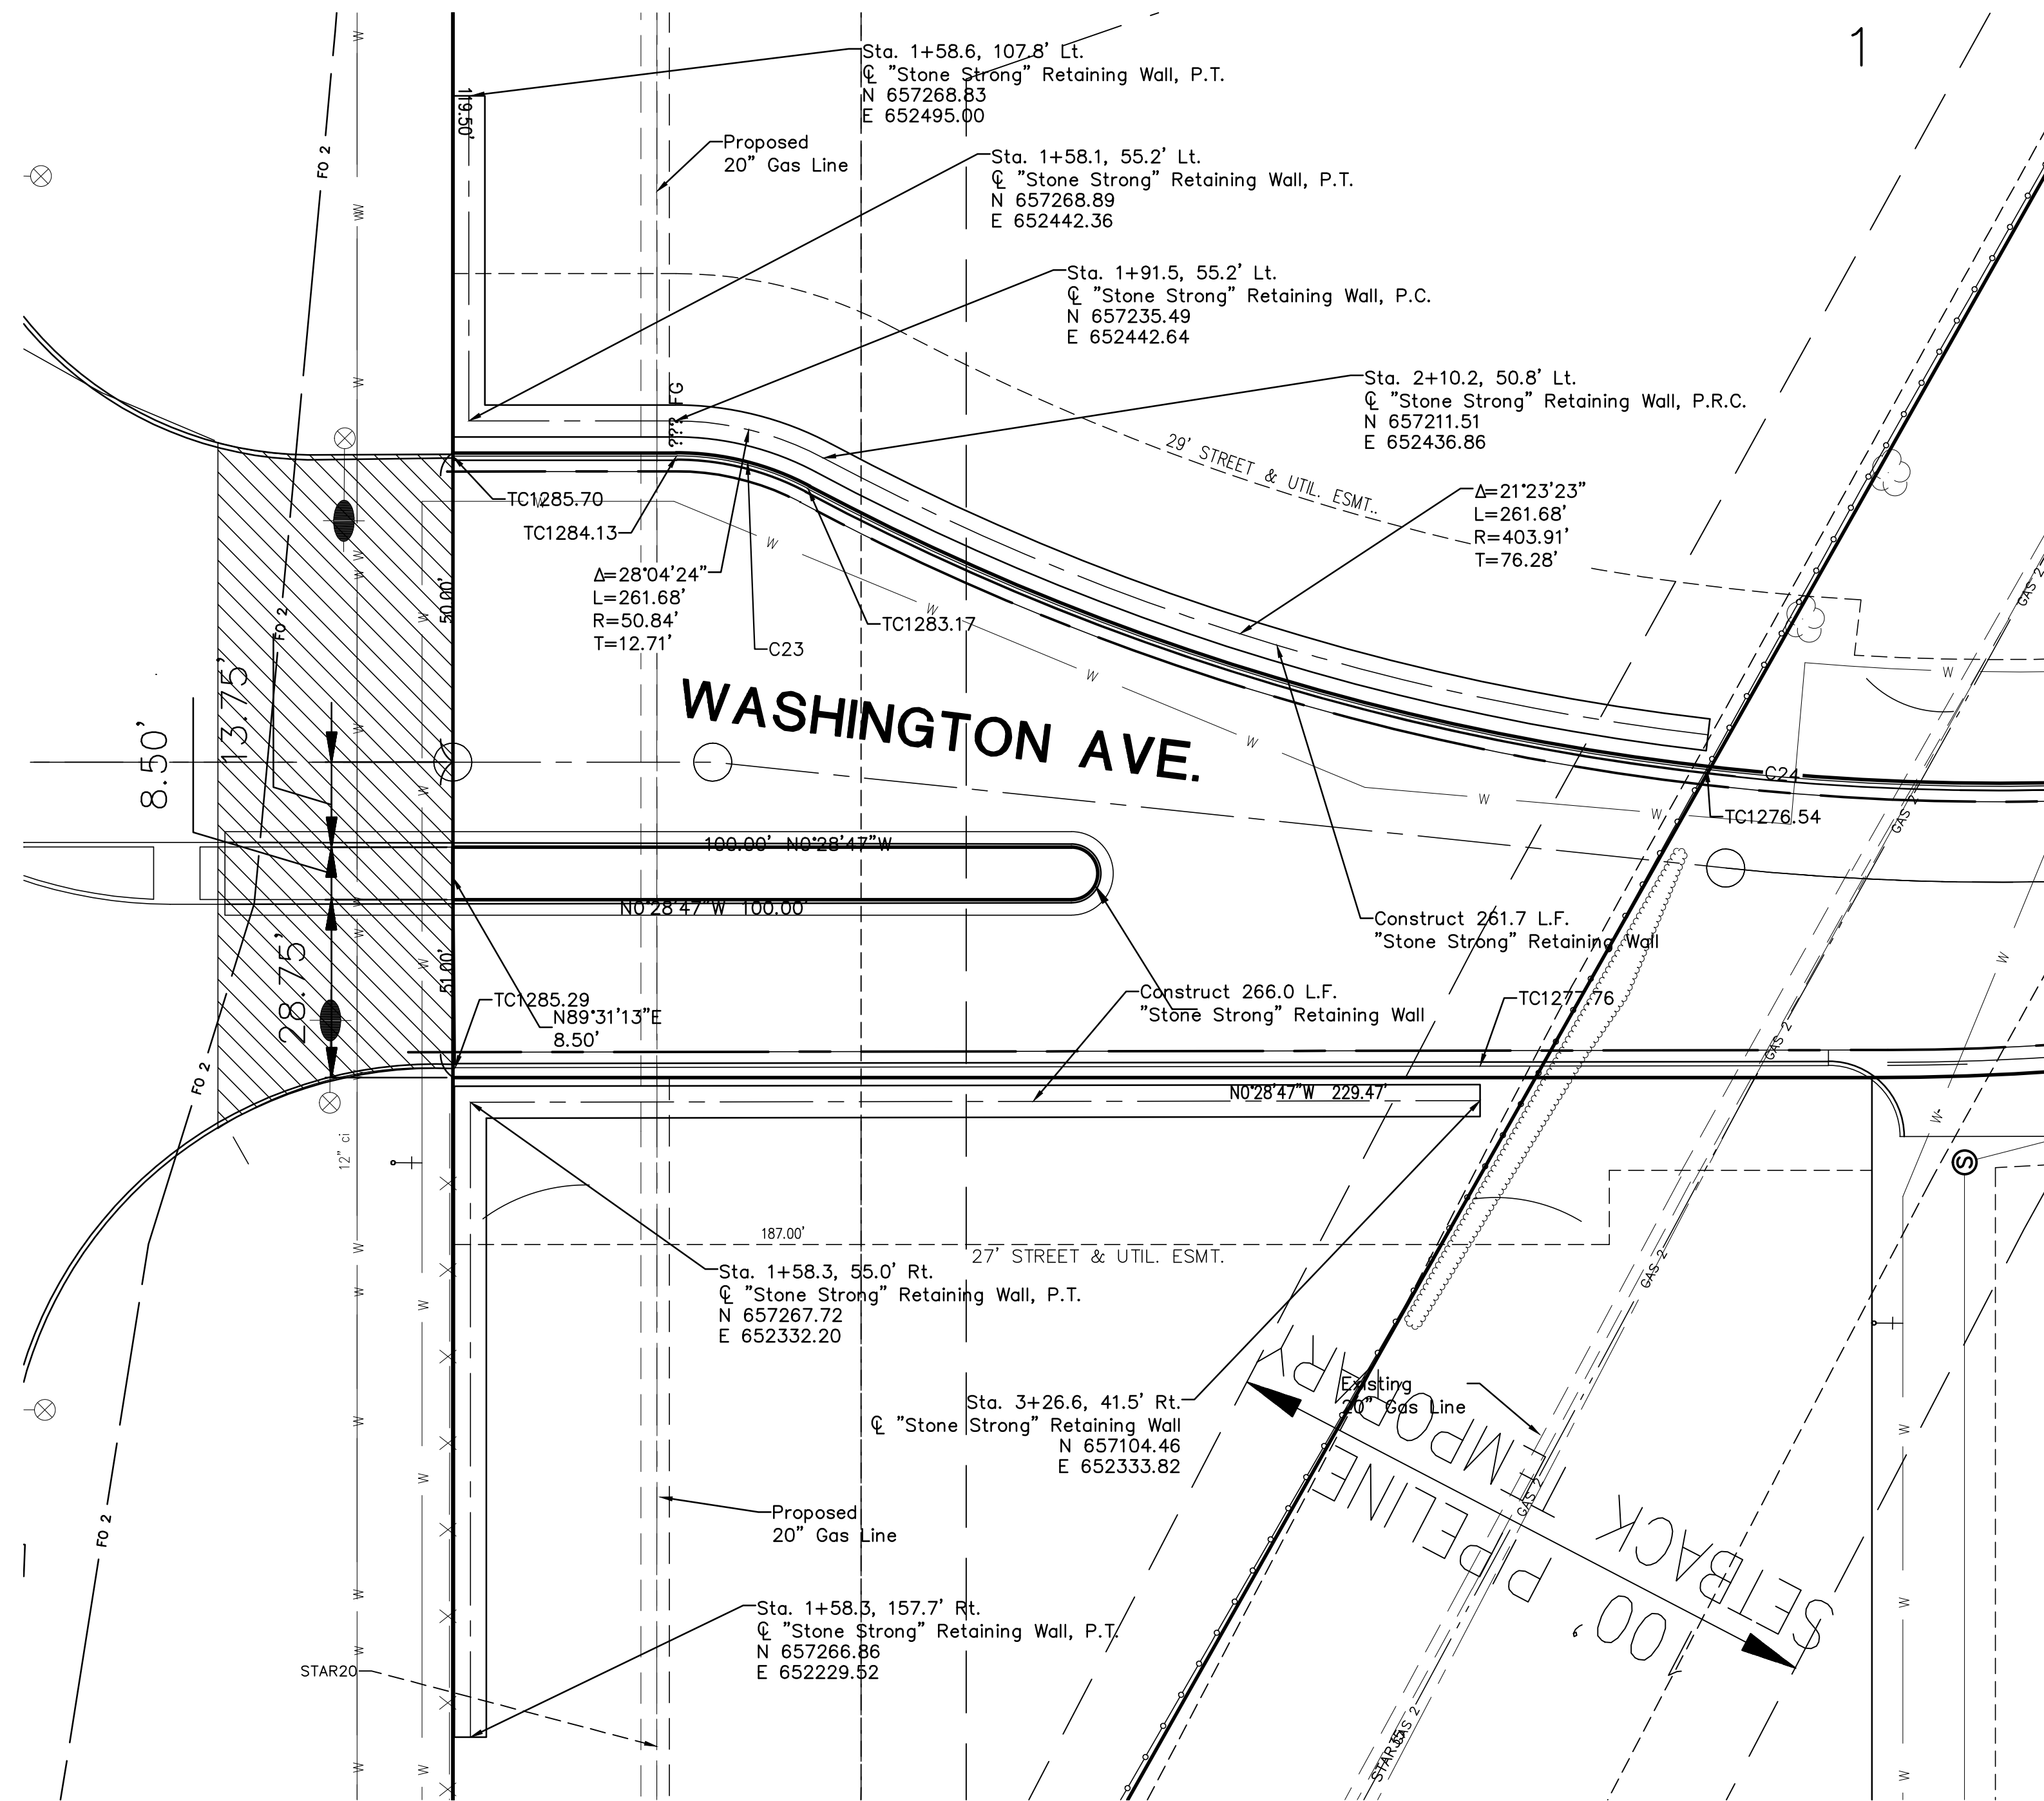 1
Sta. 1+58.6, 107.8' Lt.
℄ "Stone Strong" Retaining Wall, P.T.
N 657268.83
E 652495.00
119.50'
FO 2
Proposed
20" Gas Line
Sta. 1+58.1, 55.2' Lt.
℄ "Stone Strong" Retaining Wall, P.T.
N 657268.89
E 652442.36
Sta. 1+91.5, 55.2' Lt.
℄ "Stone Strong" Retaining Wall, P.C.
N 657235.49
E 652442.64
Sta. 2+10.2, 50.8' Lt.
℄ "Stone Strong" Retaining Wall, P.R.C.
N 657211.51
E 652436.86
???? FG
29' STREET & UTIL. ESMT..
Δ=21°23'23"
L=261.68'
R=403.91'
T=76.28'
TC1285.70
TC1284.13
Δ=28°04'24"
L=261.68'
R=50.84'
T=12.71'
C23
TC1283.17
50.00'
FO 2
13.75'
8.50'
WASHINGTON AVE.
C24
TC1276.54
100.00' N0°28'47"W
N0°28'47"W 100.00'
Construct 261.7 L.F.
"Stone Strong" Retaining Wall
51.00'
28.75'
TC1285.29
N89°31'13"E
8.50'
Construct 266.0 L.F.
"Stone Strong" Retaining Wall
TC1277.76
N0°28'47"W 229.47'
FO 2
12" ci
187.00'
27' STREET & UTIL. ESMT.
Sta. 1+58.3, 55.0' Rt.
℄ "Stone Strong" Retaining Wall, P.T.
N 657267.72
E 652332.20
GAS 2
GAS 2
GAS 2
GAS 2
S
Sta. 3+26.6, 41.5' Rt.
℄ "Stone Strong" Retaining Wall
N 657104.46
E 652333.82
Existing
20" Gas Line
100' TEMPORARY
PIPELINE
SETBACK
GAS 2
FO 2
Proposed
20" Gas Line
Sta. 1+58.3, 157.7' Rt.
℄ "Stone Strong" Retaining Wall, P.T.
N 657266.86
E 652229.52
STAR20
GAS 2